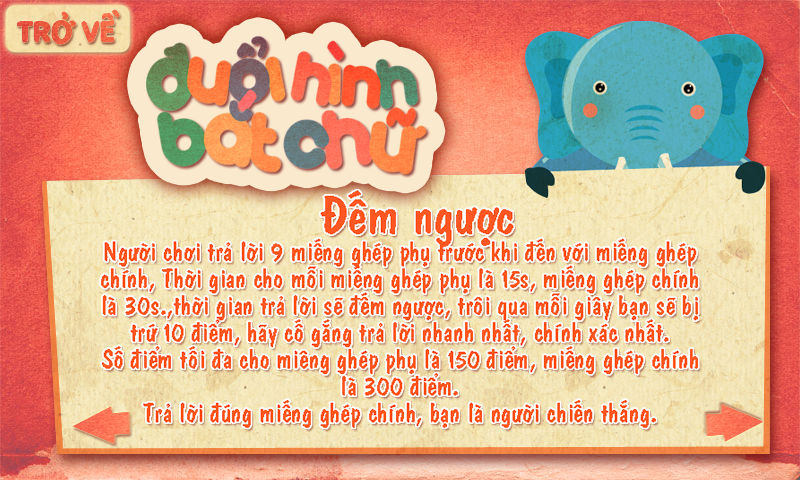 TRỞ VỀ
đuổi hình
bắt chữ
Đếm ngược
Người chơi trả lời 9 miếng ghép phụ trước khi đến với miếng ghép
chính, Thời gian cho mỗi miếng ghép phụ là 15s, miếng ghép chính
là 30s.,thời gian trả lời sẽ đếm ngược, trôi qua mỗi giây bạn sẽ bị
trừ 10 điểm, hãy cố gắng trả lời nhanh nhất, chính xác nhất.
Số điểm tối đa cho miêng ghép phụ là 150 điểm, miếng ghép chính
là 300 điểm.
Trả lời đúng miếng ghép chính, bạn là người chiến thắng.